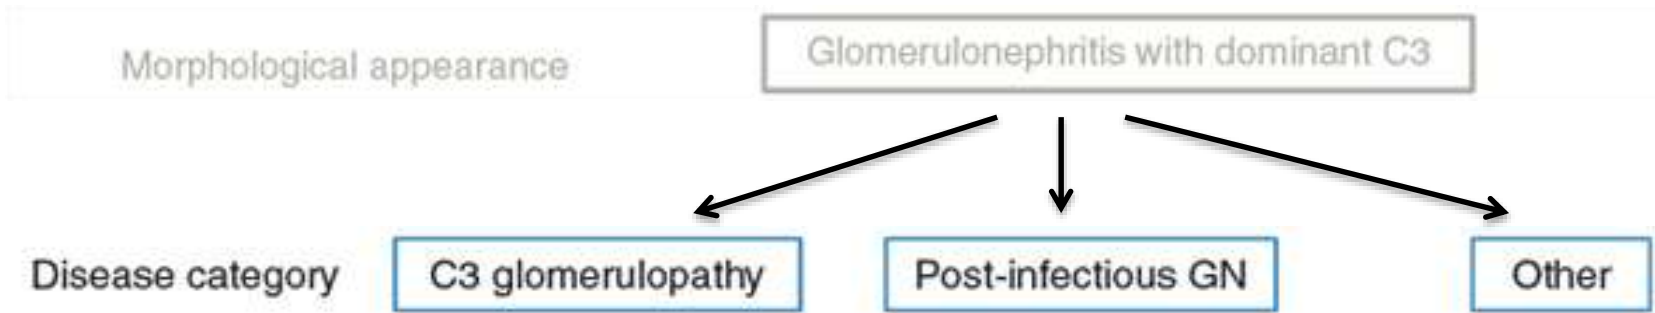 Morphological appearance
Glomerulonephritis with dominant C3
Disease category
C3 glomerulopathy
Post-infectious GN
Other